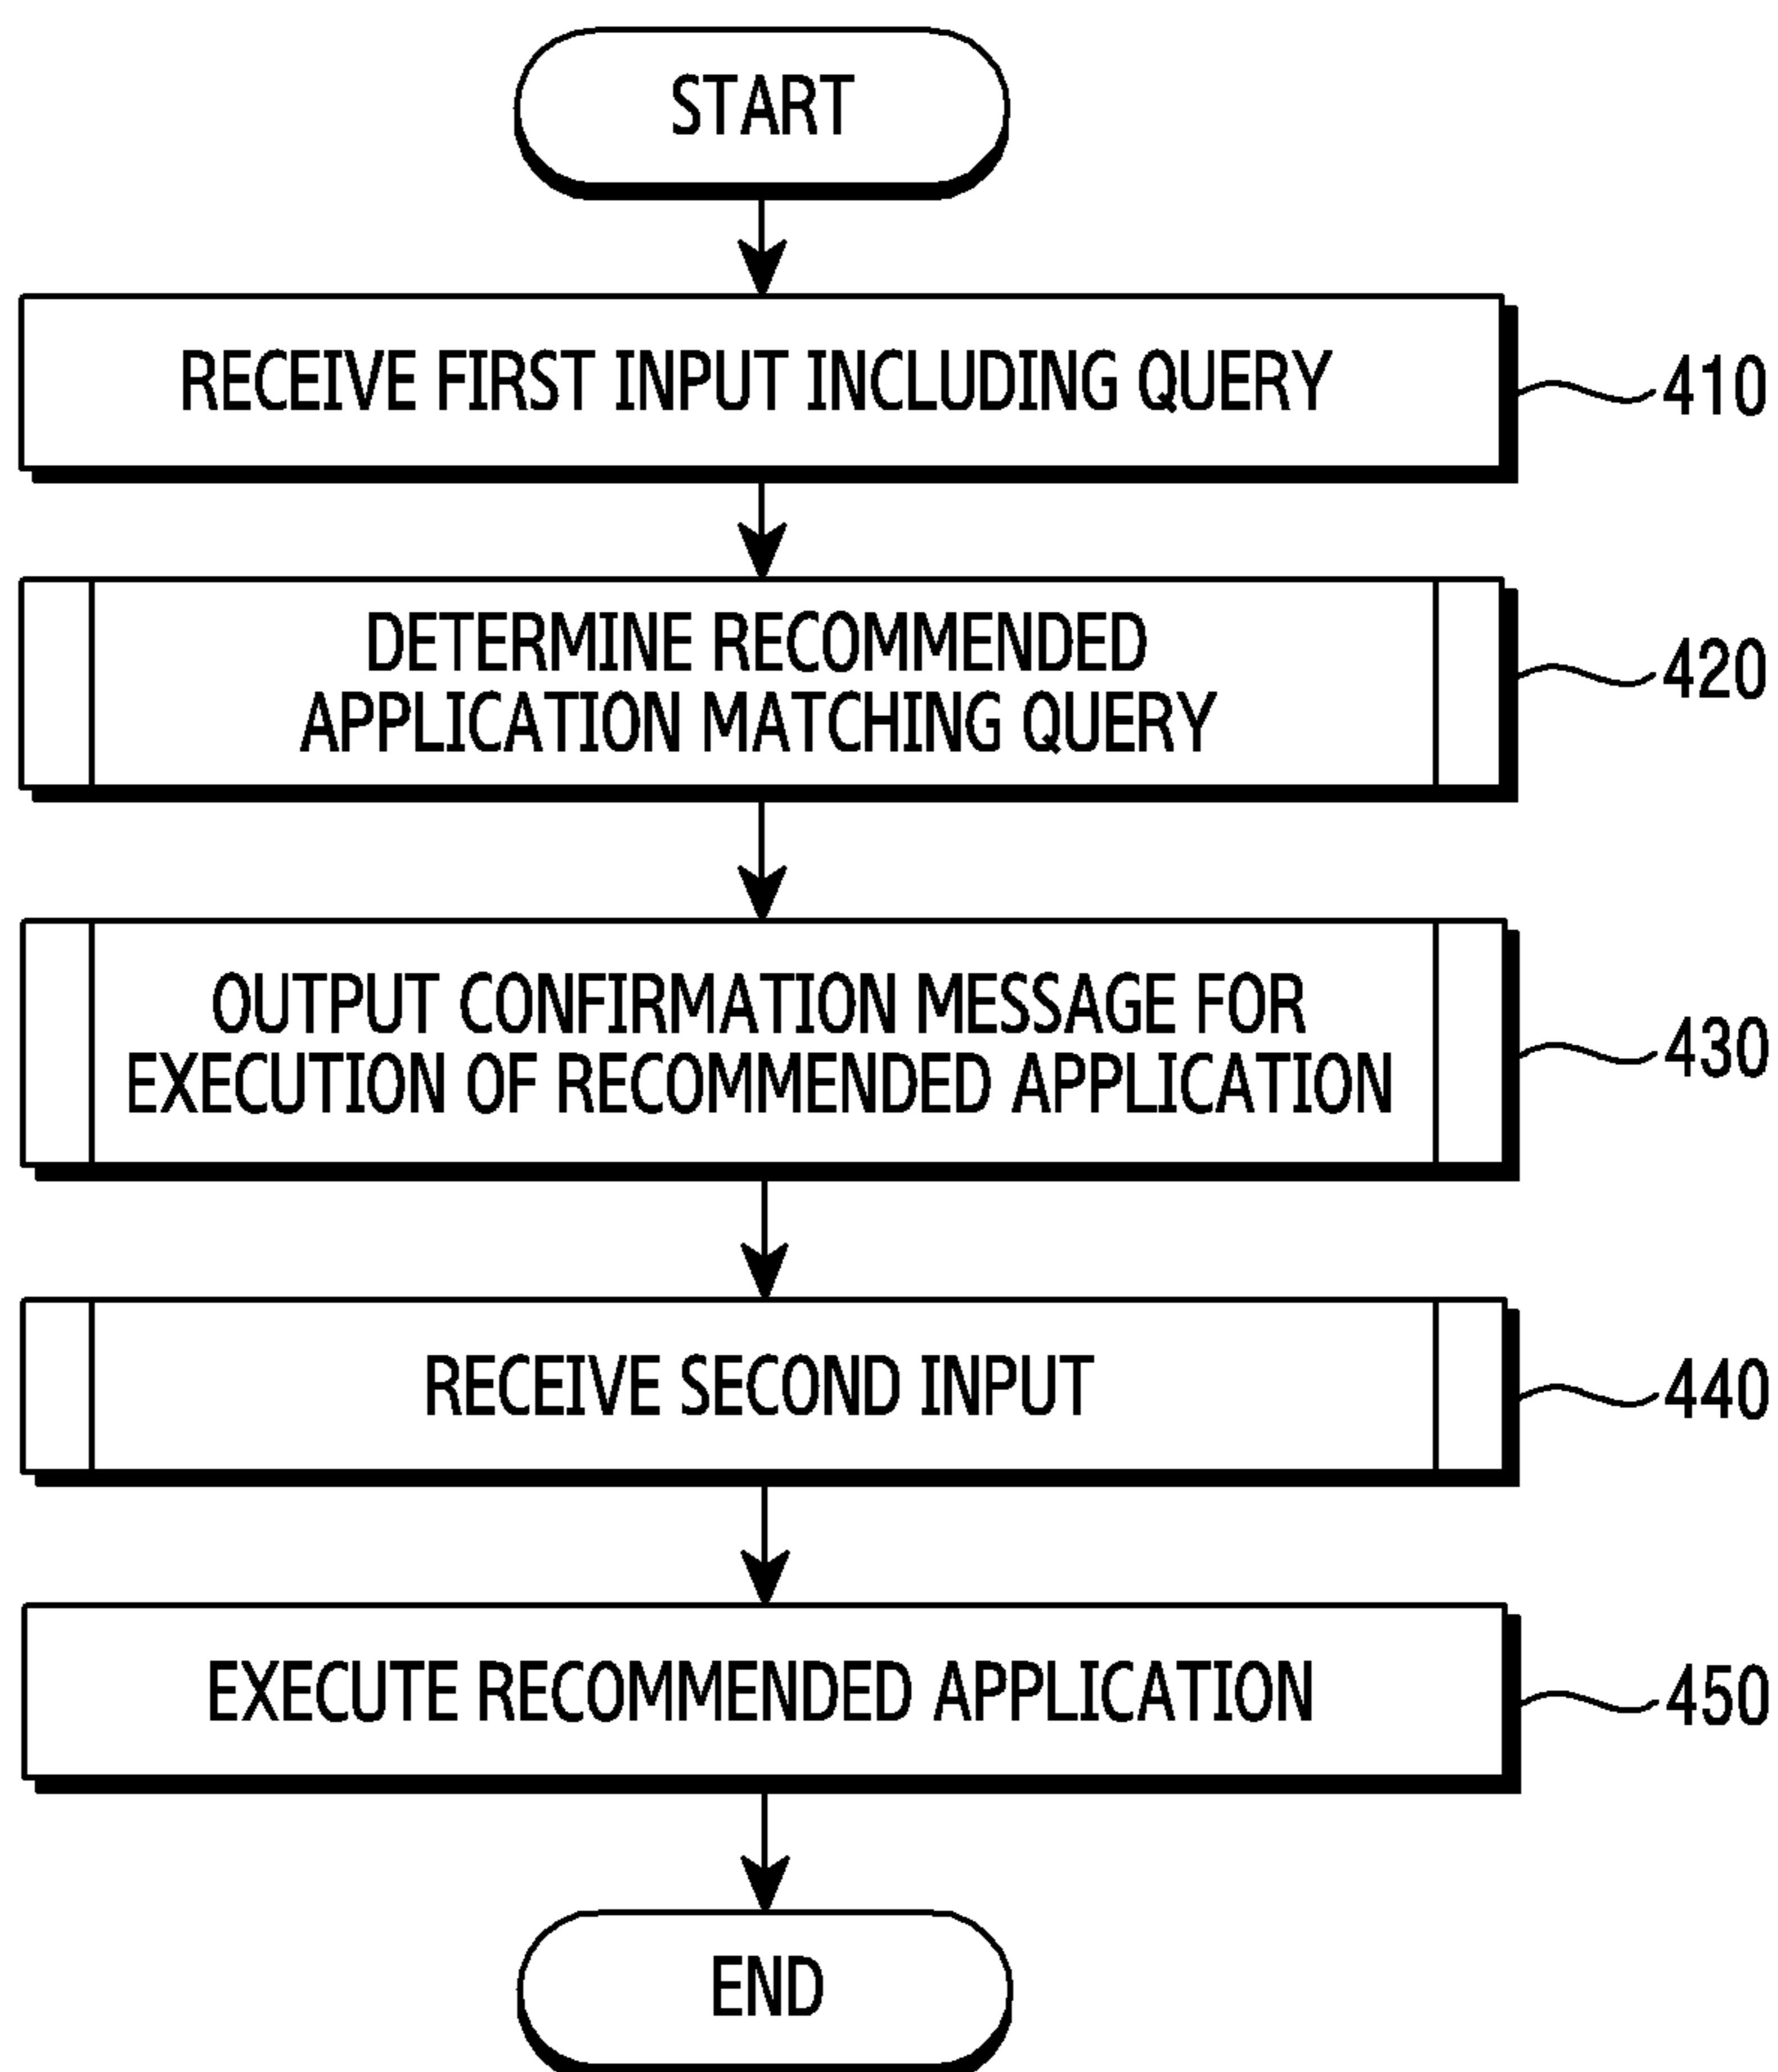 START
RECEIVE FIRST INPUT INCLUDING QUERY
410
DETERMINE RECOMMENDED
APPLICATION MATCHING QUERY
420
OUTPUT CONFIRMATION MESSAGE FOR
EXECUTION OF RECOMMENDED APPLICATION
430
RECEIVE SECOND INPUT
440
EXECUTE RECOMMENDED APPLICATION
450
END